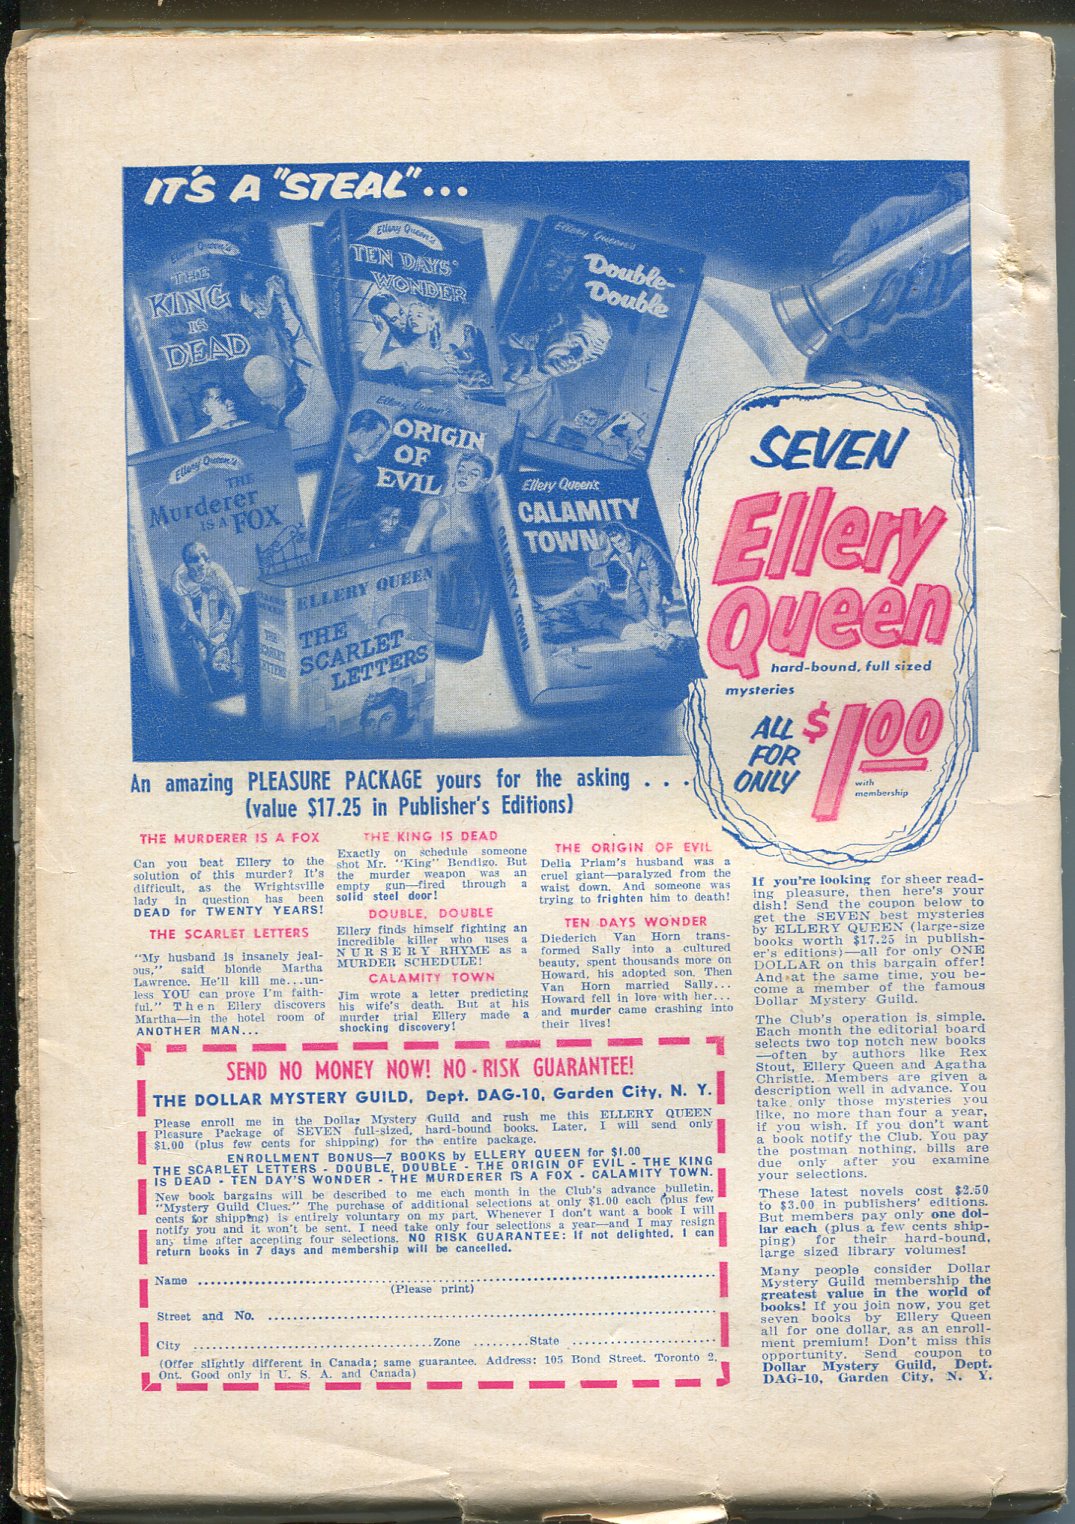 IT'S A "STEAL"...
Ellery Queen's
THE
KING
IS
DEAD
Ellery Queen's
TEN DAYS'
WONDER
Ellery Queen's
Double-
Double
Ellery Queen's
THE
Murderer
IS A FOX
Ellery Queen's
ORIGIN
OF
EVIL
Ellery Queen's
CALAMITY
TOWN
CALAMITY TOWN
ELLERY QUEEN
THE
SCARLET
LETTERS
THE
SCARLET
LETTERS
SEVEN
Ellery
Queen
hard-bound, full sized
mysteries
ALL
FOR
ONLY
$1.00
with
membership
An amazing PLEASURE PACKAGE yours for the asking . . .
(value $17.25 in Publisher's Editions)
THE MURDERER IS A FOX
Can you beat Ellery to the
solution of this murder? It's
difficult, as the Wrightsville
lady in question has been
DEAD for TWENTY YEARS!
THE SCARLET LETTERS
"My husband is insanely jeal-
ous," said blonde Martha
Lawrence. He'll kill me...un-
less YOU can prove I'm faith-
ful." Then Ellery discovers
Martha—in the hotel room of
ANOTHER MAN...
THE KING IS DEAD
Exactly on schedule someone
shot Mr. "King" Bendigo. But
the murder weapon was an
empty gun—fired through a
solid steel door!
DOUBLE, DOUBLE
Ellery finds himself fighting an
incredible killer who uses a
NURSERY RHYME as a
MURDER SCHEDULE!
CALAMITY TOWN
Jim wrote a letter predicting
his wife's death. But at his
murder trial Ellery made a
shocking discovery!
THE ORIGIN OF EVIL
Delia Priam's husband was a
cruel giant—paralyzed from the
waist down. And someone was
trying to frighten him to death!
TEN DAYS WONDER
Diederich Van Horn trans-
formed Sally into a cultured
beauty, spent thousands more on
Howard, his adopted son. Then
Van Horn married Sally...
Howard fell in love with her...
and murder came crashing into
their lives!
SEND NO MONEY NOW! NO-RISK GUARANTEE!
THE DOLLAR MYSTERY GUILD, Dept. DAG-10, Garden City, N. Y.
Please enroll me in the Dollar Mystery Guild and rush me this ELLERY QUEEN
Pleasure Package of SEVEN full-sized, hard-bound books. Later, I will send only
$1.00 (plus few cents for shipping) for the entire package.
ENROLLMENT BONUS—7 BOOKS by ELLERY QUEEN for $1.00
THE SCARLET LETTERS - DOUBLE, DOUBLE - THE ORIGIN OF EVIL - THE KING
IS DEAD - TEN DAY'S WONDER - THE MURDERER IS A FOX - CALAMITY TOWN.
New book bargains will be described to me each month in the Club's advance bulletin,
"Mystery Guild Clues." The purchase of additional selections at only $1.00 each (plus few
cents for shipping) is entirely voluntary on my part. Whenever I don't want a book I will
notify you and it won't be sent. I need take only four selections a year—and I may resign
any time after accepting four selections. NO RISK GUARANTEE: If not delighted, I can
return books in 7 days and membership will be cancelled.
Name
(Please print)
Street and No.
City Zone State
(Offer slightly different in Canada; same guarantee. Address: 105 Bond Street, Toronto 2,
Ont. Good only in U. S. A. and Canada)
If you're looking for sheer read-
ing pleasure, then here's your
dish! Send the coupon below to
get the SEVEN best mysteries
by ELLERY QUEEN (large-size
books worth $17.25 in publish-
er's editions)—all for only ONE
DOLLAR on this bargain offer!
And at the same time, you be-
come a member of the famous
Dollar Mystery Guild.
The Club's operation is simple.
Each month the editorial board
selects two top notch new books
—often by authors like Rex
Stout, Ellery Queen and Agatha
Christie. Members are given a
description well in advance. You
take only those mysteries you
like, no more than four a year,
if you wish. If you don't want
a book notify the Club. You pay
the postman nothing, bills are
due only after you examine
your selections.
These latest novels cost $2.50
to $3.00 in publishers' editions.
But members pay only one dol-
lar each (plus a few cents ship-
ping) for their hard-bound,
large sized library volumes!
Many people consider Dollar
Mystery Guild membership the
greatest value in the world of
books! If you join now, you get
seven books by Ellery Queen
all for one dollar, as an enroll-
ment premium! Don't miss this
opportunity. Send coupon to
Dollar Mystery Guild, Dept.
DAG-10, Garden City, N. Y.